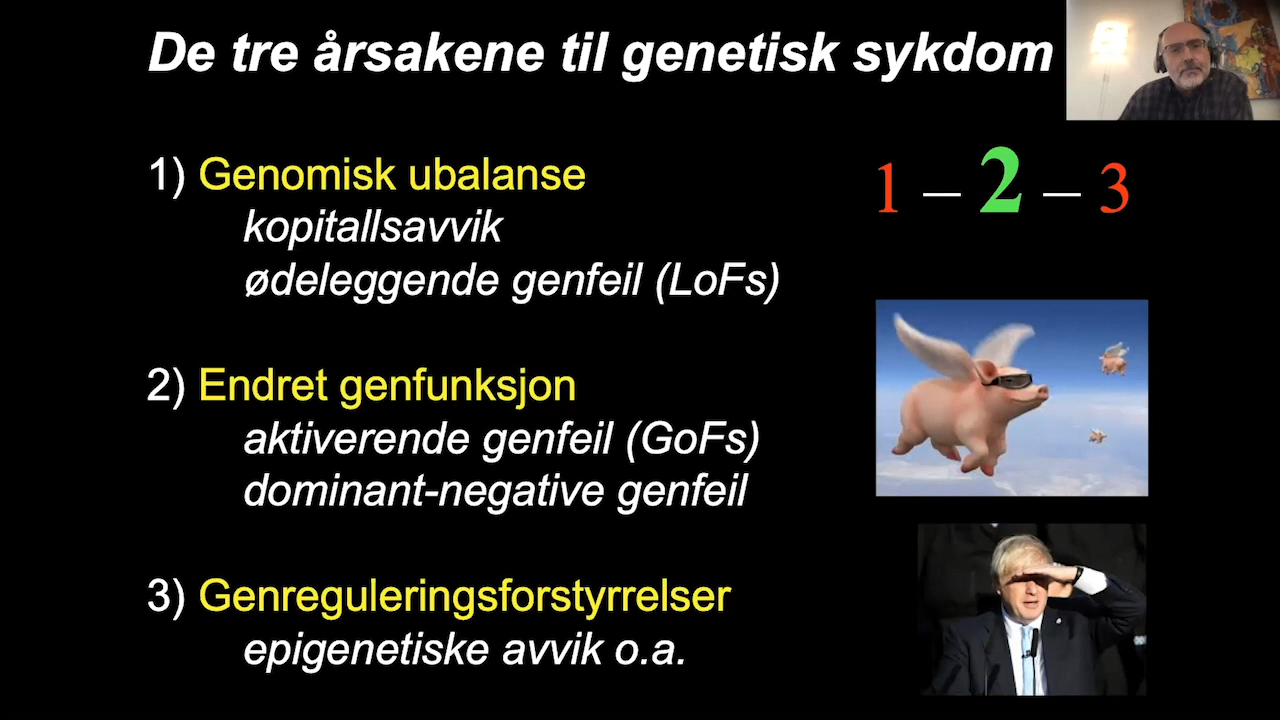 De tre årsakene til genetisk sykdom
1) Genomisk ubalanse
kopitallsavvik
ødeleggende genfeil (LoFs)
1 – 2 – 3
2) Endret genfunksjon
aktiverende genfeil (GoFs)
dominant-negative genfeil
3) Genreguleringsforstyrrelser
epigenetiske avvik o.a.